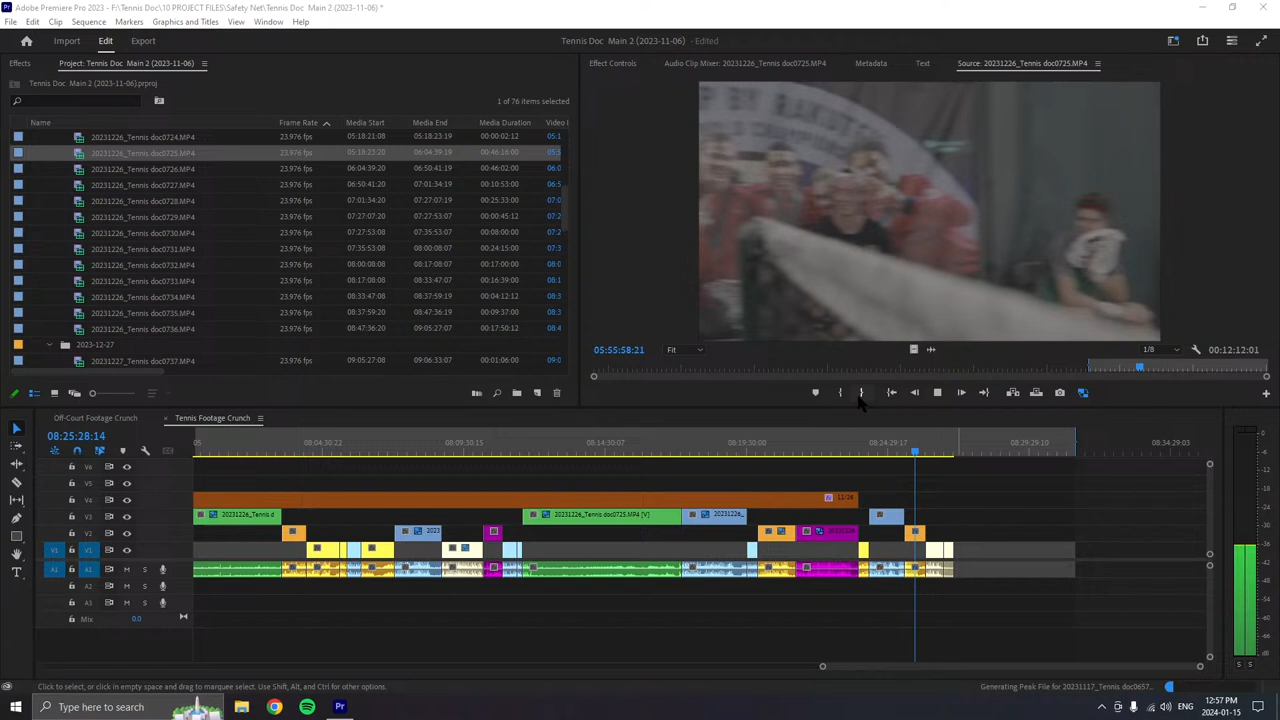 Adobe Premiere Pro 2023 - F:\Tennis Doc\10 PROJECT FILES\Safety Net\Tennis Doc Main 2 (2023-11-06) *
File Edit Clip Sequence Markers Graphics and Titles View Window Help
Import Edit Export
Tennis Doc Main 2 (2023-11-06) - Edited
Effects Project: Tennis Doc Main 2 (2023-11-06)
Effect Controls Audio Clip Mixer: 20231226_Tennis doc0725.MP4 Metadata Text Source: 20231226_Tennis doc0725.MP4
Tennis Doc Main 2 (2023-11-06).prproj
1 of 76 items selected
Name Frame Rate Media Start Media End Media Duration Video I
20231226_Tennis doc0724.MP4 23.976 fps 05:18:21:08 05:18:23:19 00:00:02:12 05:1
20231226_Tennis doc0725.MP4 23.976 fps 05:18:23:20 06:04:39:19 00:46:16:00 05:5
20231226_Tennis doc0726.MP4 23.976 fps 06:04:39:20 06:50:41:19 00:46:02:00 06:0
20231226_Tennis doc0727.MP4 23.976 fps 06:50:41:20 07:01:34:19 00:10:53:00 06:5
20231226_Tennis doc0728.MP4 23.976 fps 07:01:34:20 07:27:07:19 00:25:33:00 07:0
20231226_Tennis doc0729.MP4 23.976 fps 07:27:07:20 07:27:53:07 00:00:45:12 07:2
20231226_Tennis doc0730.MP4 23.976 fps 07:27:53:08 07:35:53:07 00:08:00:00 07:2
20231226_Tennis doc0731.MP4 23.976 fps 07:35:53:08 08:00:08:07 00:24:15:00 07:3
20231226_Tennis doc0732.MP4 23.976 fps 08:00:08:08 08:17:08:07 00:17:00:00 08:0
20231226_Tennis doc0733.MP4 23.976 fps 08:17:08:08 08:33:47:07 00:16:39:00 08:1
20231226_Tennis doc0734.MP4 23.976 fps 08:33:47:08 08:37:59:19 00:04:12:12 08:3
20231226_Tennis doc0735.MP4 23.976 fps 08:37:59:20 08:47:36:19 00:09:37:00 08:3
20231226_Tennis doc0736.MP4 23.976 fps 08:47:36:20 09:05:27:08 00:17:50:12 08:4
2023-12-27
20231227_Tennis doc0737.MP4 23.976 fps 09:05:27:08 09:06:33:07 00:01:06:00 09:0
05:55:58:21 Fit 1/8 00:12:12:01
Off-Court Footage Crunch × Tennis Footage Crunch
08:25:28:14
05 08:04:30:22 08:09:30:15 08:14:30:07 08:19:30:00 08:24:29:17 08:29:29:10 08:34:29:03
V6
V5
V4 11/26
V3 20231226_Tennis d 20231226_Tennis doc0725.MP4 [V] 20231226_
V2 2023 20231226
V1 V1
A1 A1 M S
A2 M S
A3 M S
Mix 0.0
0
-6
-12
-18
-24
-30
-36
-42
-48
-54
dB
S S
Click to select, or click in empty space and drag to marquee select. Use Shift, Alt, and Ctrl for other options.
Generating Peak File for 20231117_Tennis doc0657...
Type here to search
ENG
12:57 PM
2024-01-15